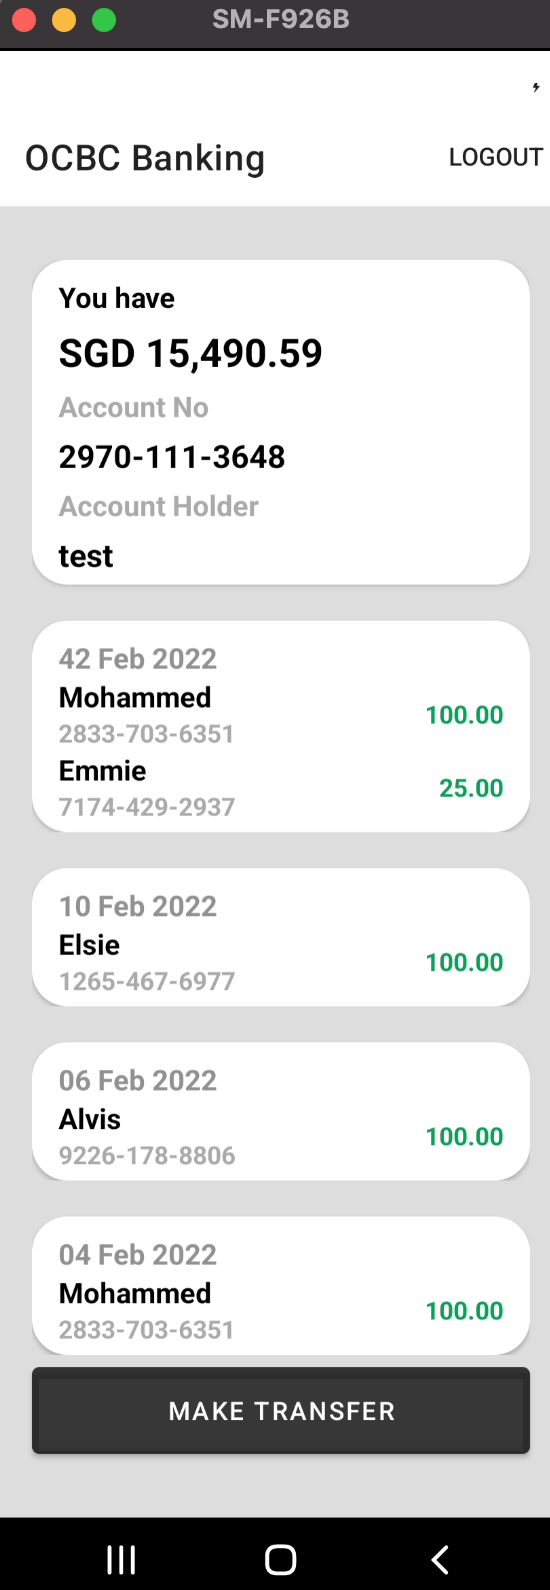 SM-F926B
OCBC Banking LOGOUT
You have
SGD 15,490.59
Account No
2970-111-3648
Account Holder
test
42 Feb 2022
Mohammed
100.00
2833-703-6351
Emmie
25.00
7174-429-2937
10 Feb 2022
Elsie
100.00
1265-467-6977
06 Feb 2022
Alvis
100.00
9226-178-8806
04 Feb 2022
Mohammed
100.00
2833-703-6351
MAKE TRANSFER